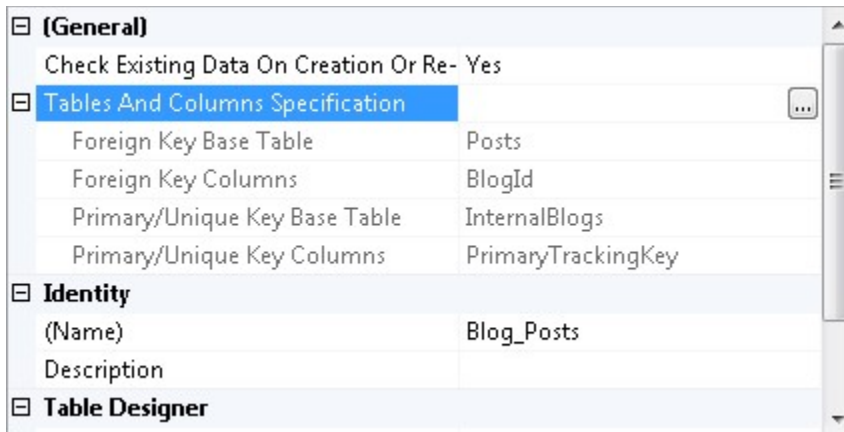 (General)
Check Existing Data On Creation Or Re- Yes
Tables And Columns Specification ...
Foreign Key Base Table Posts
Foreign Key Columns BlogId
Primary/Unique Key Base Table InternalBlogs
Primary/Unique Key Columns PrimaryTrackingKey
Identity
(Name) Blog_Posts
Description
Table Designer